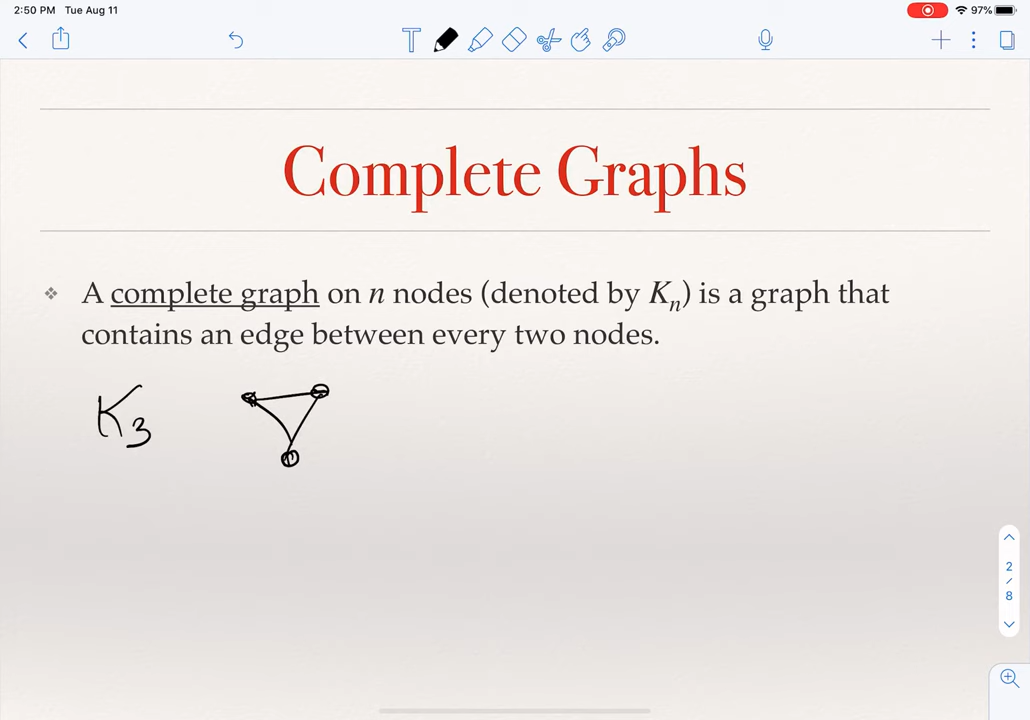 2:50 PM Tue Aug 11
97%
Complete Graphs
❖ A complete graph on n nodes (denoted by Kₙ) is a graph that
contains an edge between every two nodes.
K₃
2
/
8